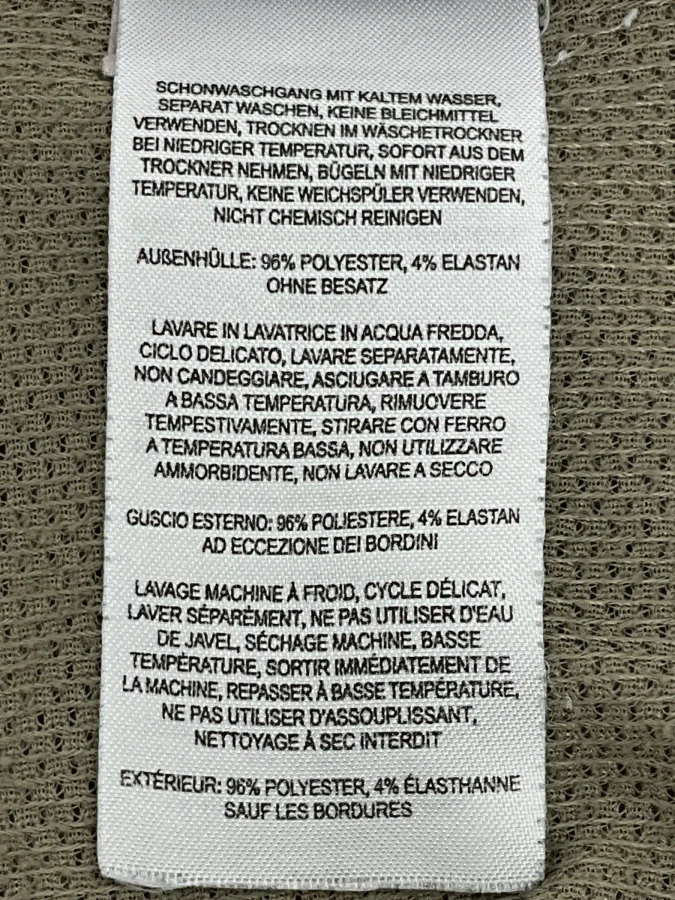 SCHONWASCHGANG MIT KALTEM WASSER,
SEPARAT WASCHEN, KEINE BLEICHMITTEL
VERWENDEN, TROCKNEN IM WÄSCHETROCKNER
BEI NIEDRIGER TEMPERATUR, SOFORT AUS DEM
TROCKNER NEHMEN, BÜGELN MIT NIEDRIGER
TEMPERATUR, KEINE WEICHSPÜLER VERWENDEN,
NICHT CHEMISCH REINIGEN
AUßENHÜLLE: 96% POLYESTER, 4% ELASTAN
OHNE BESATZ
LAVARE IN LAVATRICE IN ACQUA FREDDA,
CICLO DELICATO, LAVARE SEPARATAMENTE,
NON CANDEGGIARE, ASCIUGARE A TAMBURO
A BASSA TEMPERATURA, RIMUOVERE
TEMPESTIVAMENTE, STIRARE CON FERRO
A TEMPERATURA BASSA, NON UTILIZZARE
AMMORBIDENTE, NON LAVARE A SECCO
GUSCIO ESTERNO: 96% POLIESTERE, 4% ELASTAN
AD ECCEZIONE DEI BORDINI
LAVAGE MACHINE À FROID, CYCLE DÉLICAT,
LAVER SÉPARÉMENT, NE PAS UTILISER D'EAU
DE JAVEL, SÉCHAGE MACHINE, BASSE
TEMPÉRATURE, SORTIR IMMÉDIATEMENT DE
LA MACHINE, REPASSER À BASSE TEMPÉRATURE,
NE PAS UTILISER D'ASSOUPLISSANT,
NETTOYAGE À SEC INTERDIT
EXTÉRIEUR: 96% POLYESTER, 4% ÉLASTHANNE
SAUF LES BORDURES